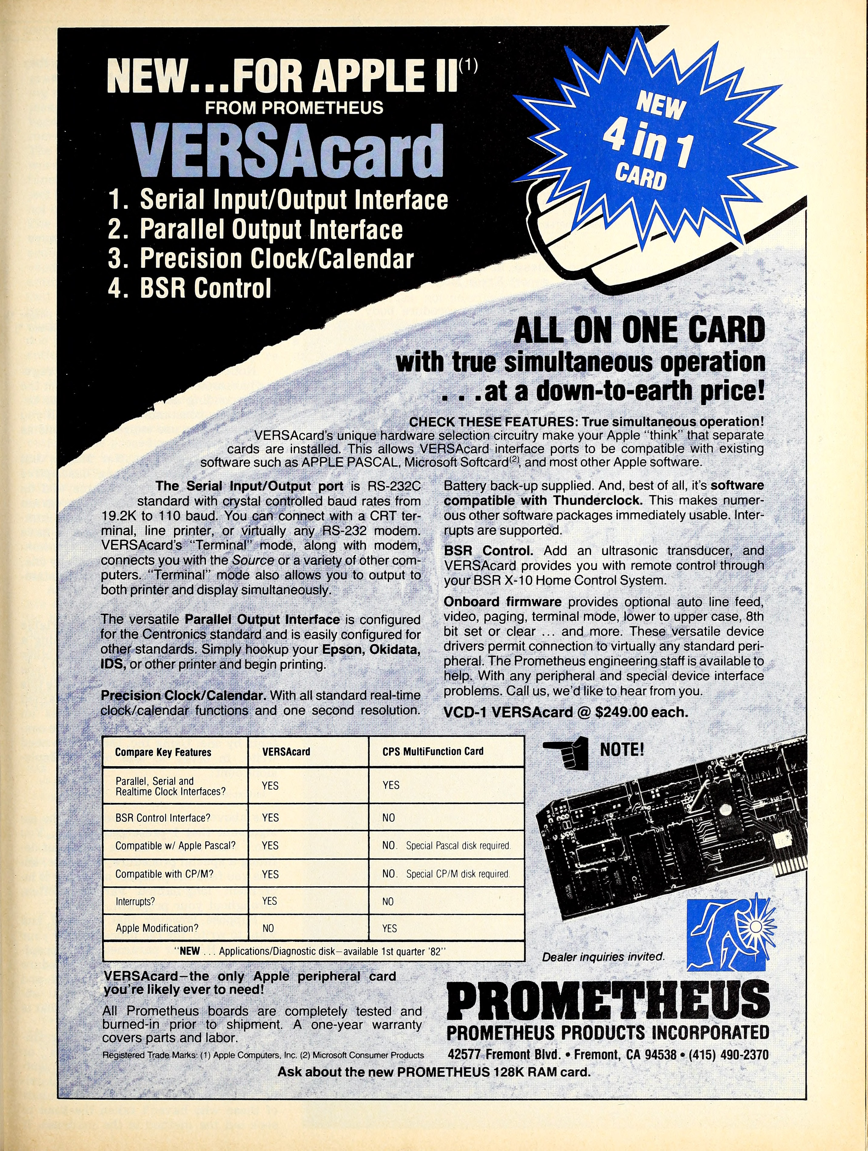 NEW...FOR APPLE II(1)
FROM PROMETHEUS
VERSAcard
1. Serial Input/Output Interface
2. Parallel Output Interface
3. Precision Clock/Calendar
4. BSR Control
NEW
4 in 1
CARD
ALL ON ONE CARD
with true simultaneous operation
. . .at a down-to-earth price!
CHECK THESE FEATURES: True simultaneous operation!
VERSAcard's unique hardware selection circuitry make your Apple "think" that separate
cards are installed. This allows VERSAcard interface ports to be compatible with existing
software such as APPLE PASCAL, Microsoft Softcard(2), and most other Apple software.
The Serial Input/Output port is RS-232C
standard with crystal controlled baud rates from
19.2K to 110 baud. You can connect with a CRT ter-
minal, line printer, or virtually any RS-232 modem.
VERSAcard's "Terminal" mode, along with modem,
connects you with the Source or a variety of other com-
puters. "Terminal" mode also allows you to output to
both printer and display simultaneously.
The versatile Parallel Output Interface is configured
for the Centronics standard and is easily configured for
other standards. Simply hookup your Epson, Okidata,
IDS, or other printer and begin printing.
Precision Clock/Calendar. With all standard real-time
clock/calendar functions and one second resolution.
Battery back-up supplied. And, best of all, it's software
compatible with Thunderclock. This makes numer-
ous other software packages immediately usable. Inter-
rupts are supported.
BSR Control. Add an ultrasonic transducer, and
VERSAcard provides you with remote control through
your BSR X-10 Home Control System.
Onboard firmware provides optional auto line feed,
video, paging, terminal mode, lower to upper case, 8th
bit set or clear ... and more. These versatile device
drivers permit connection to virtually any standard peri-
pheral. The Prometheus engineering staff is available to
help. With any peripheral and special device interface
problems. Call us, we'd like to hear from you.
VCD-1 VERSAcard @ $249.00 each.
Compare Key Features VERSAcard CPS MultiFunction Card
Parallel, Serial and
Realtime Clock Interfaces? YES YES
BSR Control Interface? YES NO
Compatible w/ Apple Pascal? YES NO. Special Pascal disk required.
Compatible with CP/M? YES NO. Special CP/M disk required.
Interrupts? YES NO
Apple Modification? NO YES
"NEW ... Applications/Diagnostic disk—available 1st quarter '82"
NOTE!
Dealer inquiries invited.
VERSAcard—the only Apple peripheral card
you're likely ever to need!
All Prometheus boards are completely tested and
burned-in prior to shipment. A one-year warranty
covers parts and labor.
Registered Trade Marks: (1) Apple Computers, Inc. (2) Microsoft Consumer Products
PROMETHEUS
PROMETHEUS PRODUCTS INCORPORATED
42577 Fremont Blvd. • Fremont, CA 94538 • (415) 490-2370
Ask about the new PROMETHEUS 128K RAM card.